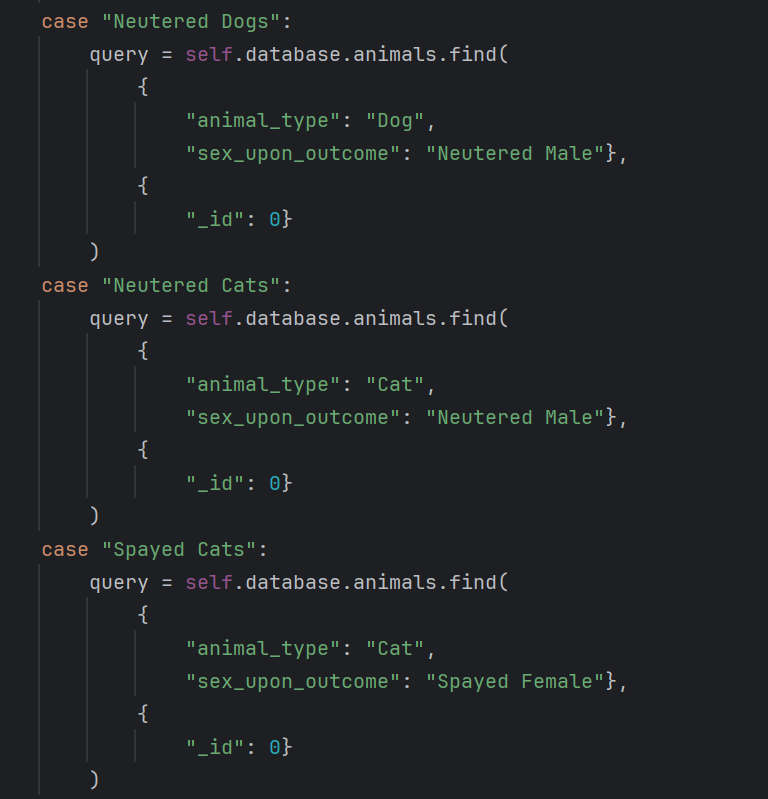 case "Neutered Dogs":
    query = self.database.animals.find(
        {
            "animal_type": "Dog",
            "sex_upon_outcome": "Neutered Male"},
        {
            "_id": 0}
    )
case "Neutered Cats":
    query = self.database.animals.find(
        {
            "animal_type": "Cat",
            "sex_upon_outcome": "Neutered Male"},
        {
            "_id": 0}
    )
case "Spayed Cats":
    query = self.database.animals.find(
        {
            "animal_type": "Cat",
            "sex_upon_outcome": "Spayed Female"},
        {
            "_id": 0}
    )